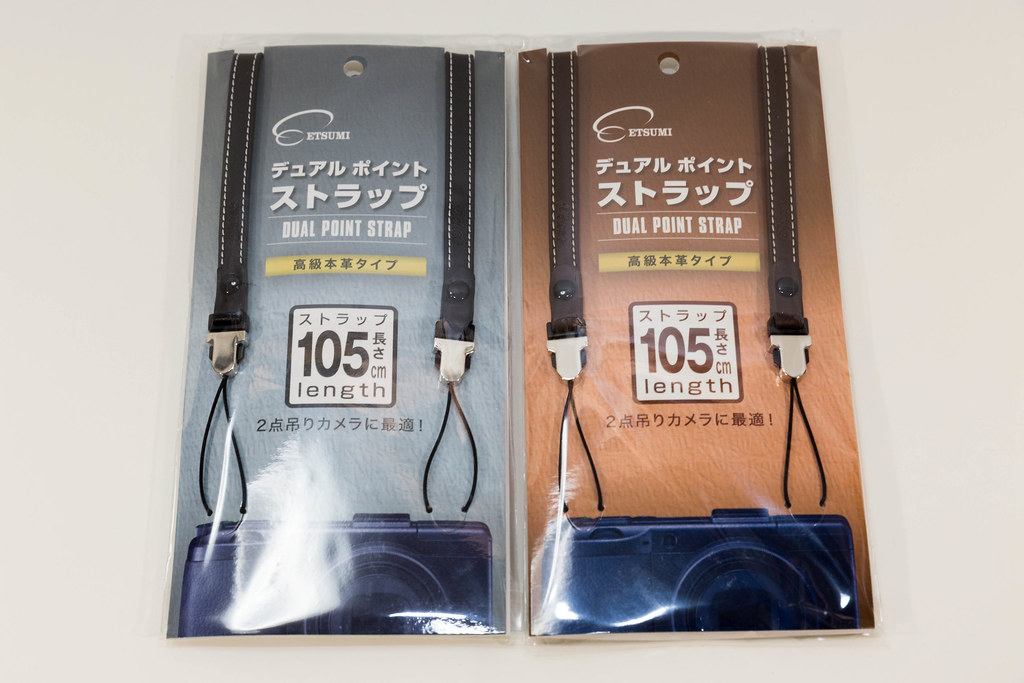 ETSUMI
デュアル ポイント
ストラップ
DUAL POINT STRAP
高級本革タイプ
ストラップ
105cm
長さ
length
2点吊りカメラに最適！
ETSUMI
デュアル ポイント
ストラップ
DUAL POINT STRAP
高級本革タイプ
ストラップ
105cm
長さ
length
2点吊りカメラに最適！